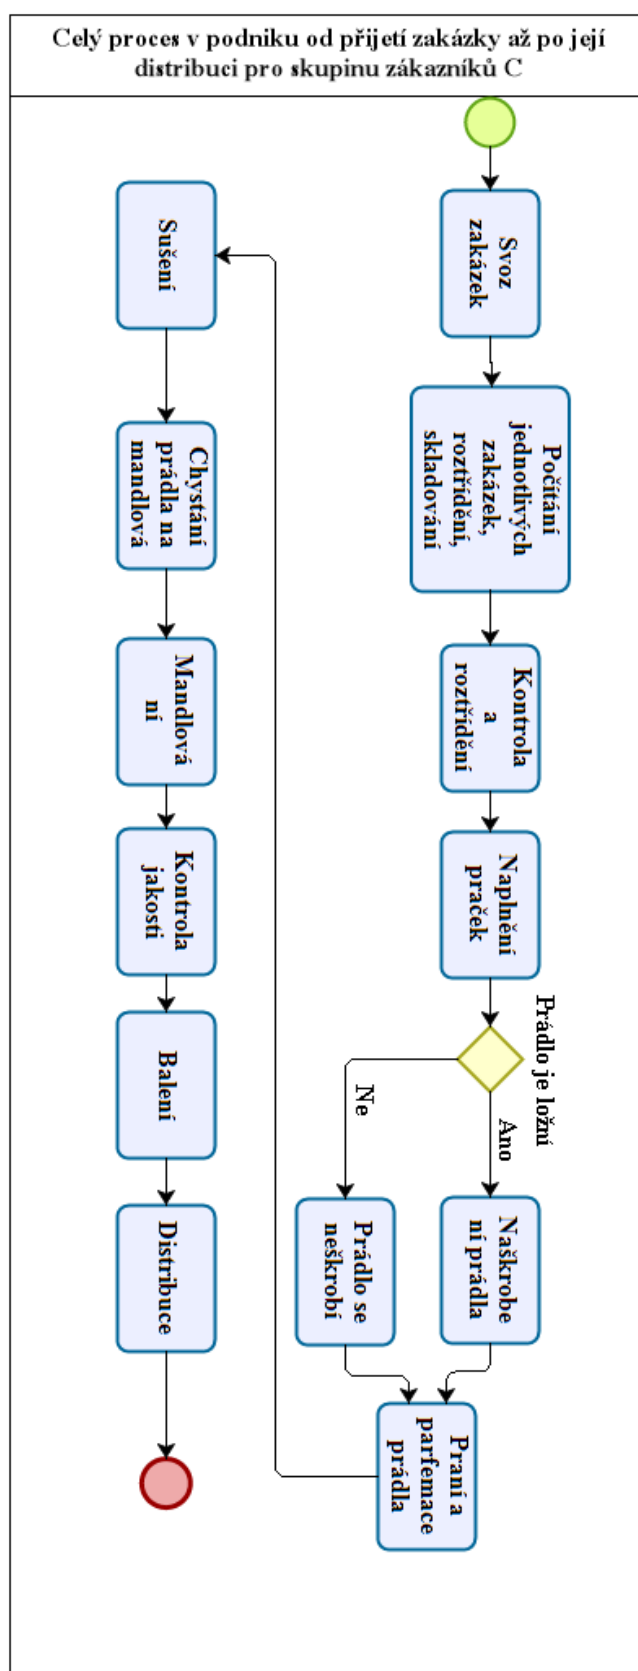 Celý proces v podniku od přijetí zakázky až po její
distribuci pro skupinu zákazníků C
Svoz
zakázek
Počítání
jednotlivých
zakázek,
roztřídění,
skladování
Kontrola
a
roztřídění
Naplnění
praček
Prádlo je ložní
Ano
Ne
Naškrobe
ní prádla
Prádlo se
neškrobí
Praní a
parfemace
prádla
Sušení
Chystání
prádla na
mandlová
Mandlová
ní
Kontrola
jakosti
Balení
Distribuce